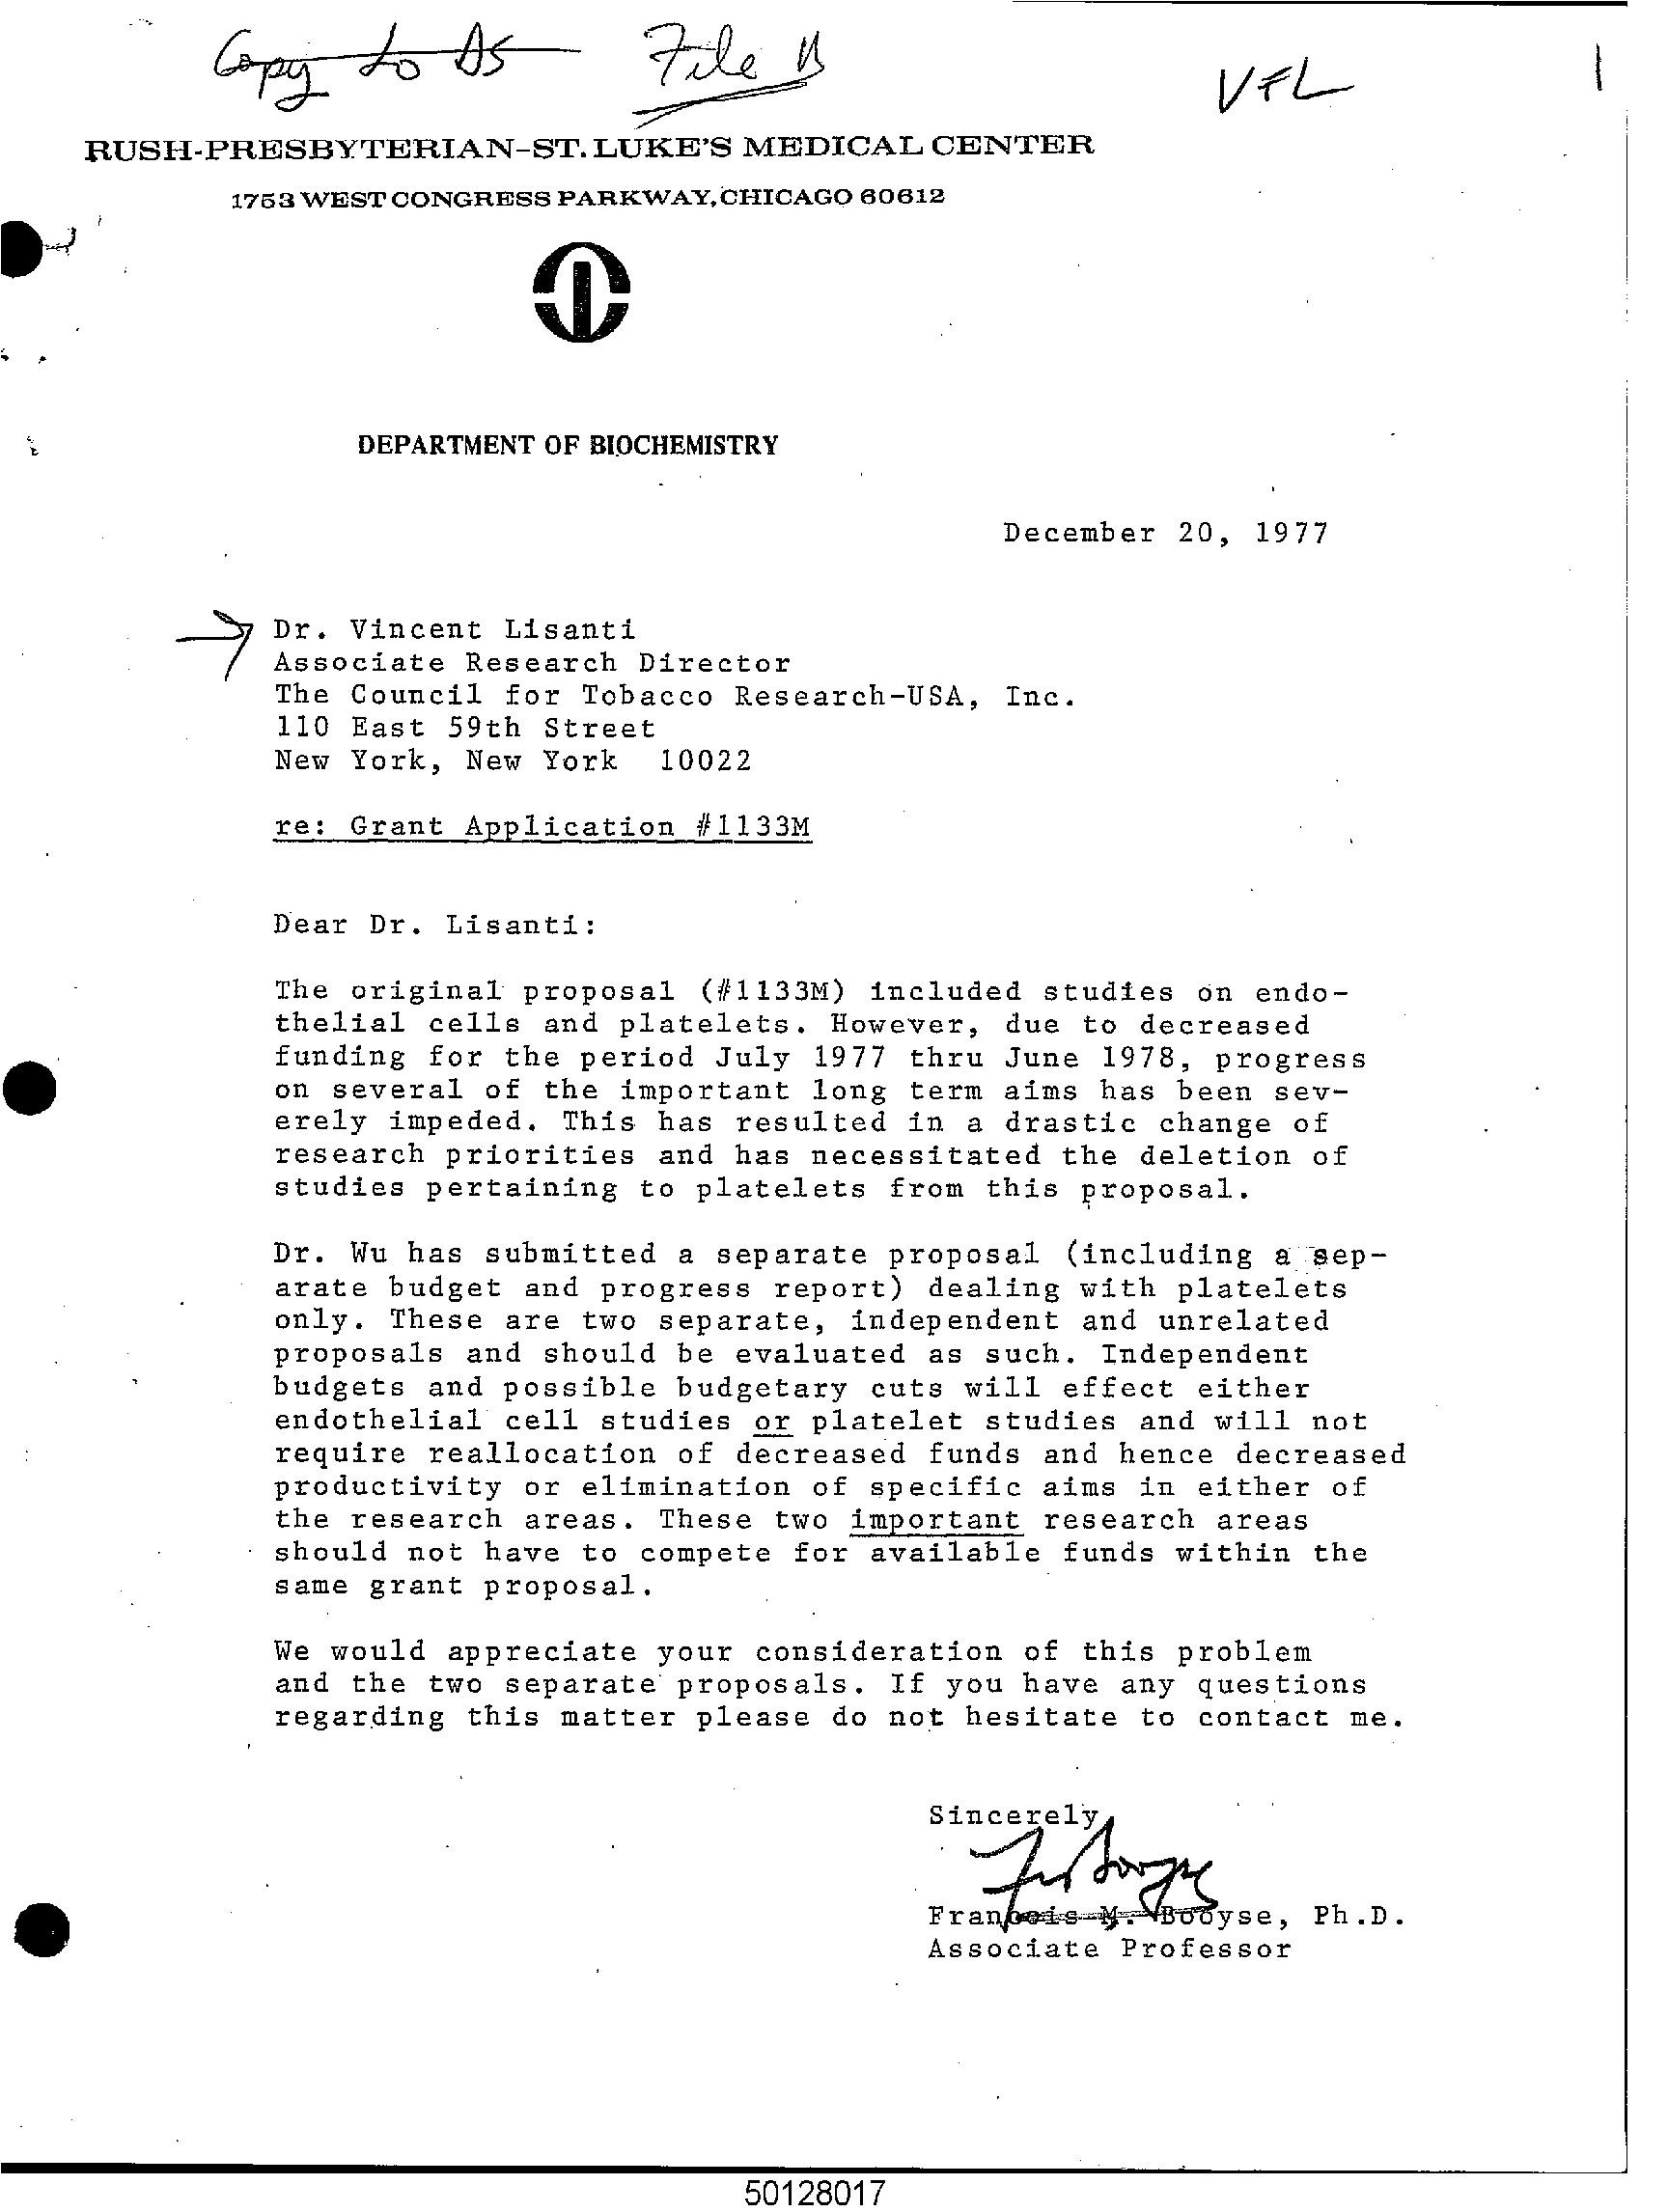 Copy to DS File B
VFL
RUSH-PRESBYTERIAN-ST. LUKE'S MEDICAL CENTER
1753 WEST CONGRESS PARKWAY, CHICAGO 60612
DEPARTMENT OF BIOCHEMISTRY
December 20, 1977
Dr. Vincent Lisanti
Associate Research Director
The Council for Tobacco Research-USA, Inc.
110 East 59th Street
New York, New York 10022
re: Grant Application #1133M
Dear Dr. Lisanti:
The original proposal (#1133M) included studies on endo-
thelial cells and platelets. However, due to decreased
funding for the period July 1977 thru June 1978, progress
on several of the important long term aims has been sev-
erely impeded. This has resulted in a drastic change of
research priorities and has necessitated the deletion of
studies pertaining to platelets from this proposal.
Dr. Wu has submitted a separate proposal (including a sep-
arate budget and progress report) dealing with platelets
only. These are two separate, independent and unrelated
proposals and should be evaluated as such. Independent
budgets and possible budgetary cuts will effect either
endothelial cell studies or platelet studies and will not
require reallocation of decreased funds and hence decreased
productivity or elimination of specific aims in either of
the research areas. These two important research areas
should not have to compete for available funds within the
same grant proposal.
We would appreciate your consideration of this problem
and the two separate proposals. If you have any questions
regarding this matter please do not hesitate to contact me.
Sincerely,
Francois M. Booyse, Ph.D.
Associate Professor
50128017